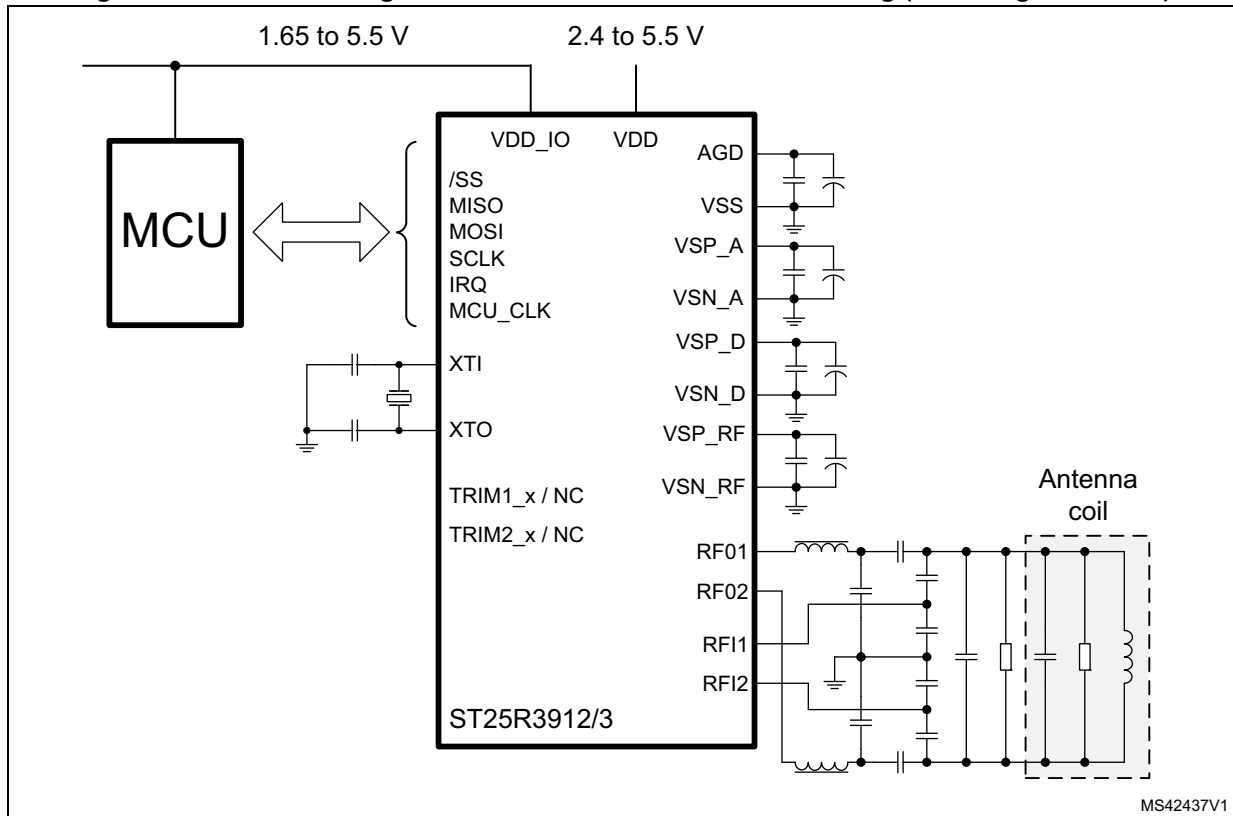 1.65 to 5.5 V
2.4 to 5.5 V
MCU
VDD_IO
VDD
/SS
MISO
MOSI
SCLK
IRQ
MCU_CLK
XTI
XTO
TRIM1_x / NC
TRIM2_x / NC
ST25R3912/3
AGD
VSS
VSP_A
VSN_A
VSP_D
VSN_D
VSP_RF
VSN_RF
RF01
RF02
RFI1
RFI2
Antenna
coil
MS42437V1